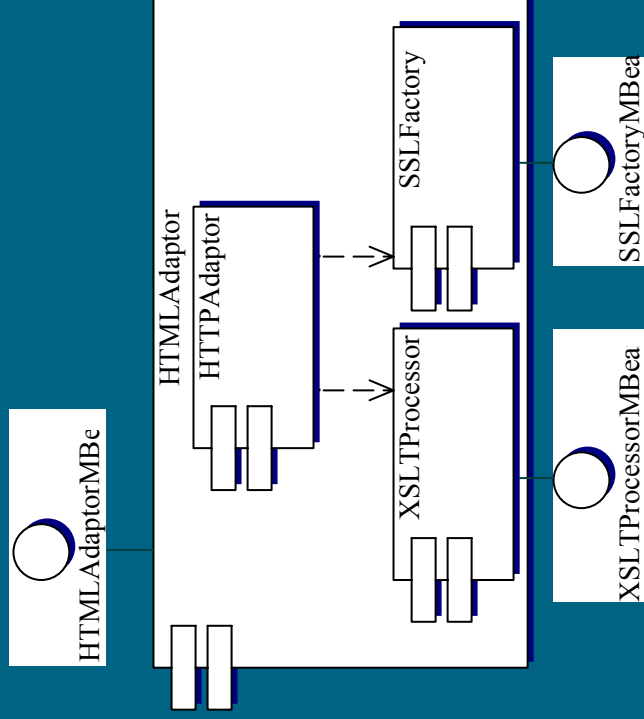 HTMLAdaptorMBe
HTMLAdaptor
HTTPAdaptor
XSLTProcessor
SSLFactory
XSLTProcessorMBea
SSLFactoryMBea